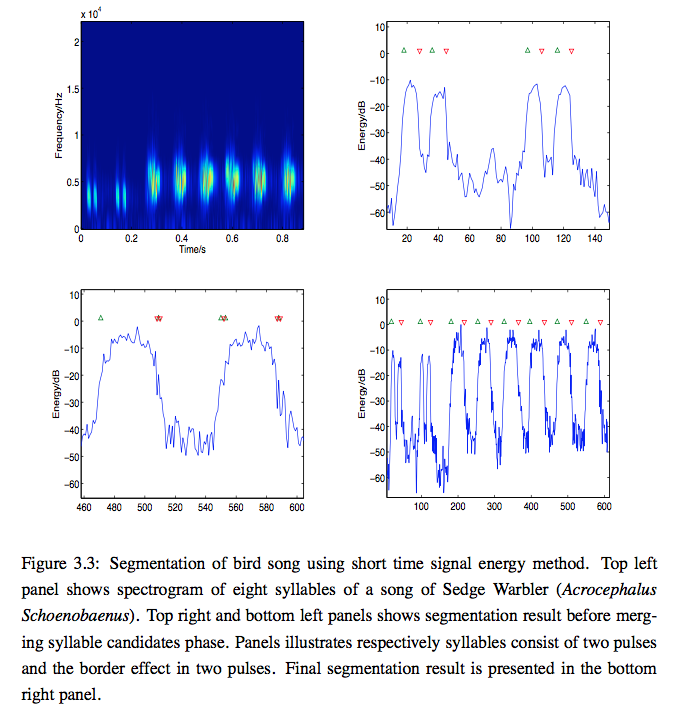 x 10⁴
2
1.5
1
0.5
0
Frequency/Hz
0 0.2 0.4 0.6 0.8
Time/s
10
0
−10
−20
−30
−40
−50
−60
Energy/dB
20 40 60 80 100 120 140
10
0
−10
−20
−30
−40
−50
−60
Energy/dB
460 480 500 520 540 560 580 600
10
0
−10
−20
−30
−40
−50
−60
Energy/dB
100 200 300 400 500 600
Figure 3.3: Segmentation of bird song using short time signal energy method. Top left
panel shows spectrogram of eight syllables of a song of Sedge Warbler (Acrocephalus
Schoenobaenus). Top right and bottom left panels shows segmentation result before merg-
ing syllable candidates phase. Panels illustrates respectively syllables consist of two pulses
and the border effect in two pulses. Final segmentation result is presented in the bottom
right panel.